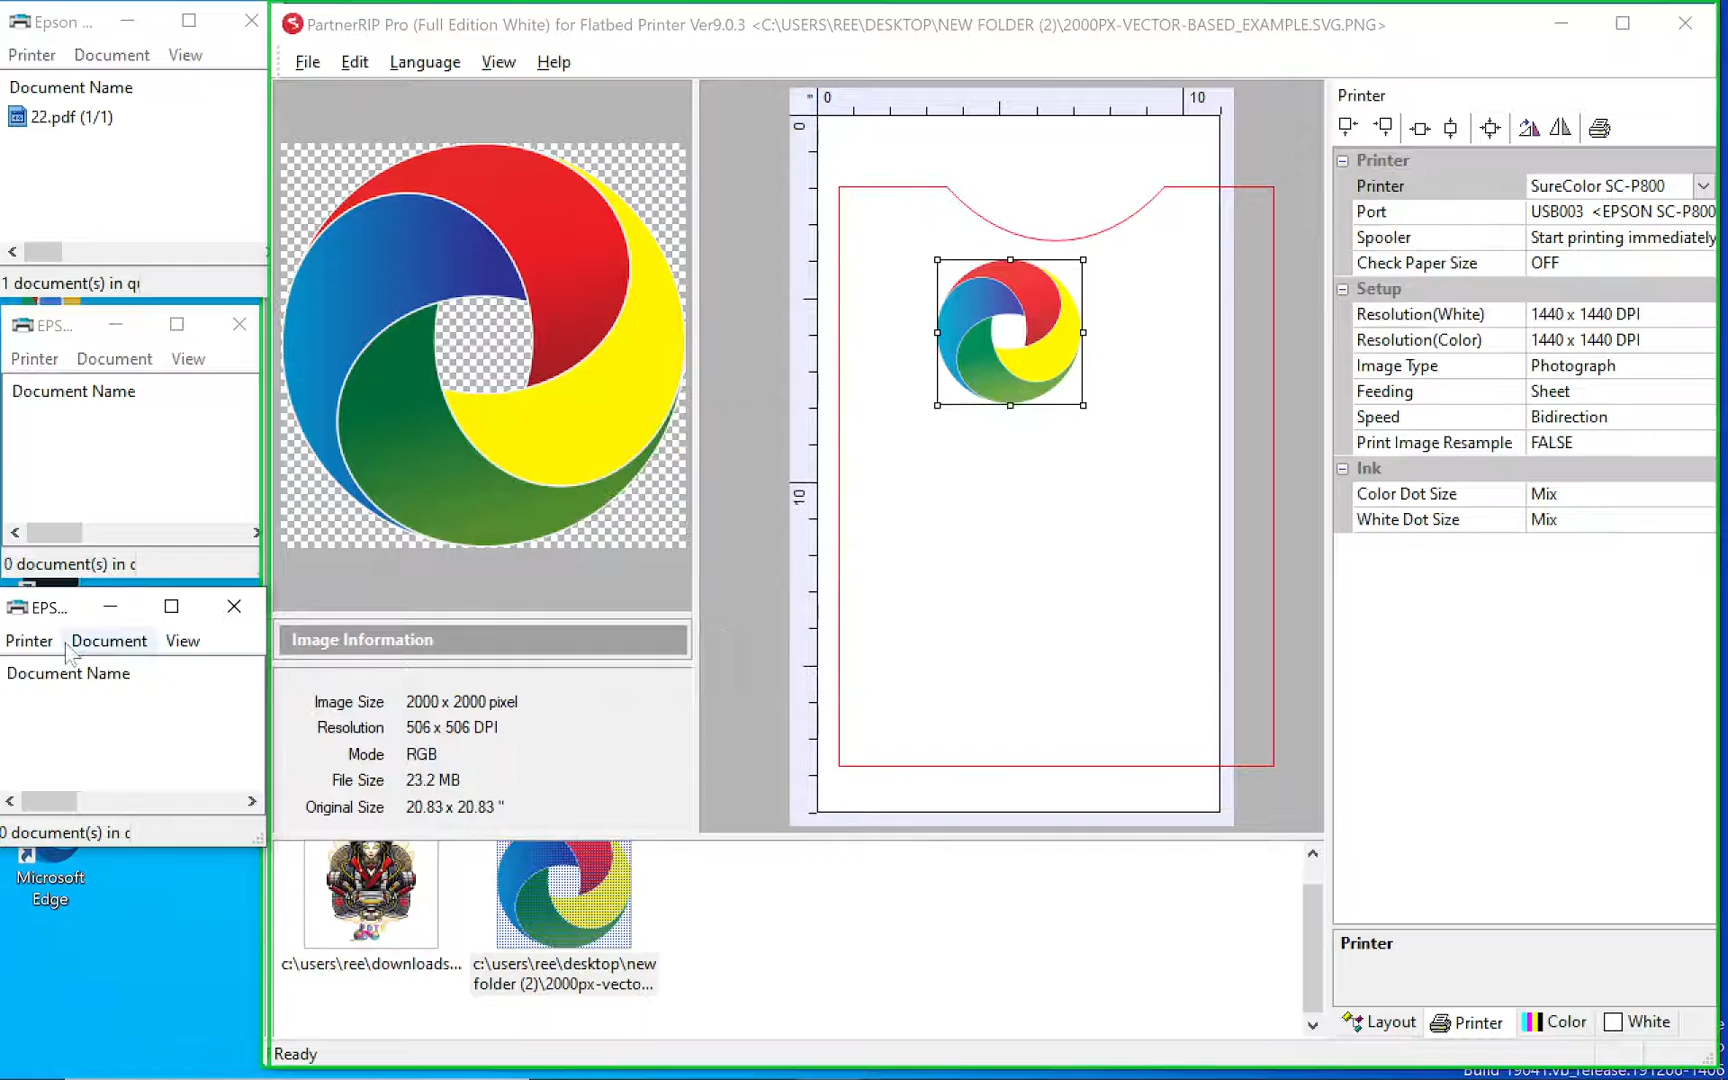 Epson ...
Printer Document View
Document Name
22.pdf (1/1)
1 document(s) in qu
EPS...
Printer Document View
Document Name
0 document(s) in c
EPS...
Printer Document View
Document Name
0 document(s) in c
Microsoft
Edge
PartnerRIP Pro (Full Edition White) for Flatbed Printer Ver9.0.3 <C:\USERS\REE\DESKTOP\NEW FOLDER (2)\2000PX-VECTOR-BASED_EXAMPLE.SVG.PNG>
File Edit Language View Help
0 10
0
10
Image Information
Image Size 2000 x 2000 pixel
Resolution 506 x 506 DPI
Mode RGB
File Size 23.2 MB
Original Size 20.83 x 20.83 "
c:\users\ree\downloads...
c:\users\ree\desktop\new
folder (2)\2000px-vecto...
Ready
Printer
Printer
Printer SureColor SC-P800
Port USB003 <EPSON SC-P800
Spooler Start printing immediately
Check Paper Size OFF
Setup
Resolution(White) 1440 x 1440 DPI
Resolution(Color) 1440 x 1440 DPI
Image Type Photograph
Feeding Sheet
Speed Bidirection
Print Image Resample FALSE
Ink
Color Dot Size Mix
White Dot Size Mix
Printer
Layout Printer Color White
Build 19041.vb_release.191206-1406